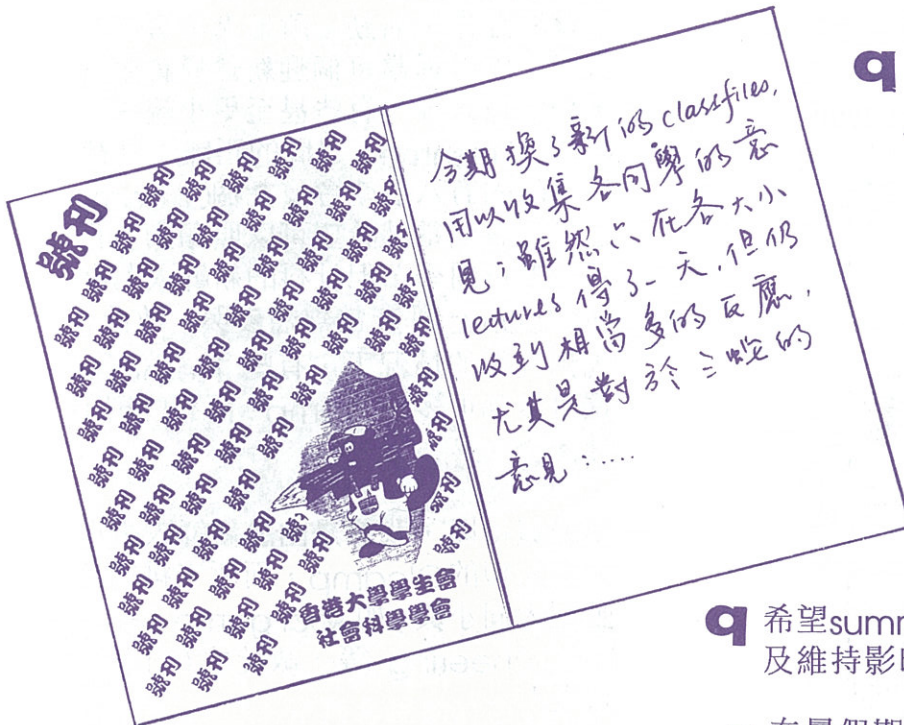 號刊
香港大學學生會
社會科學學會
今期換了新的classfiles,
用以收集各同學的意
見；雖然只在各大小
lectures傳了一天，但仍
收到相當多的反應，
尤其是對於三的
意見：.....
q
q 希望summ
及維持影